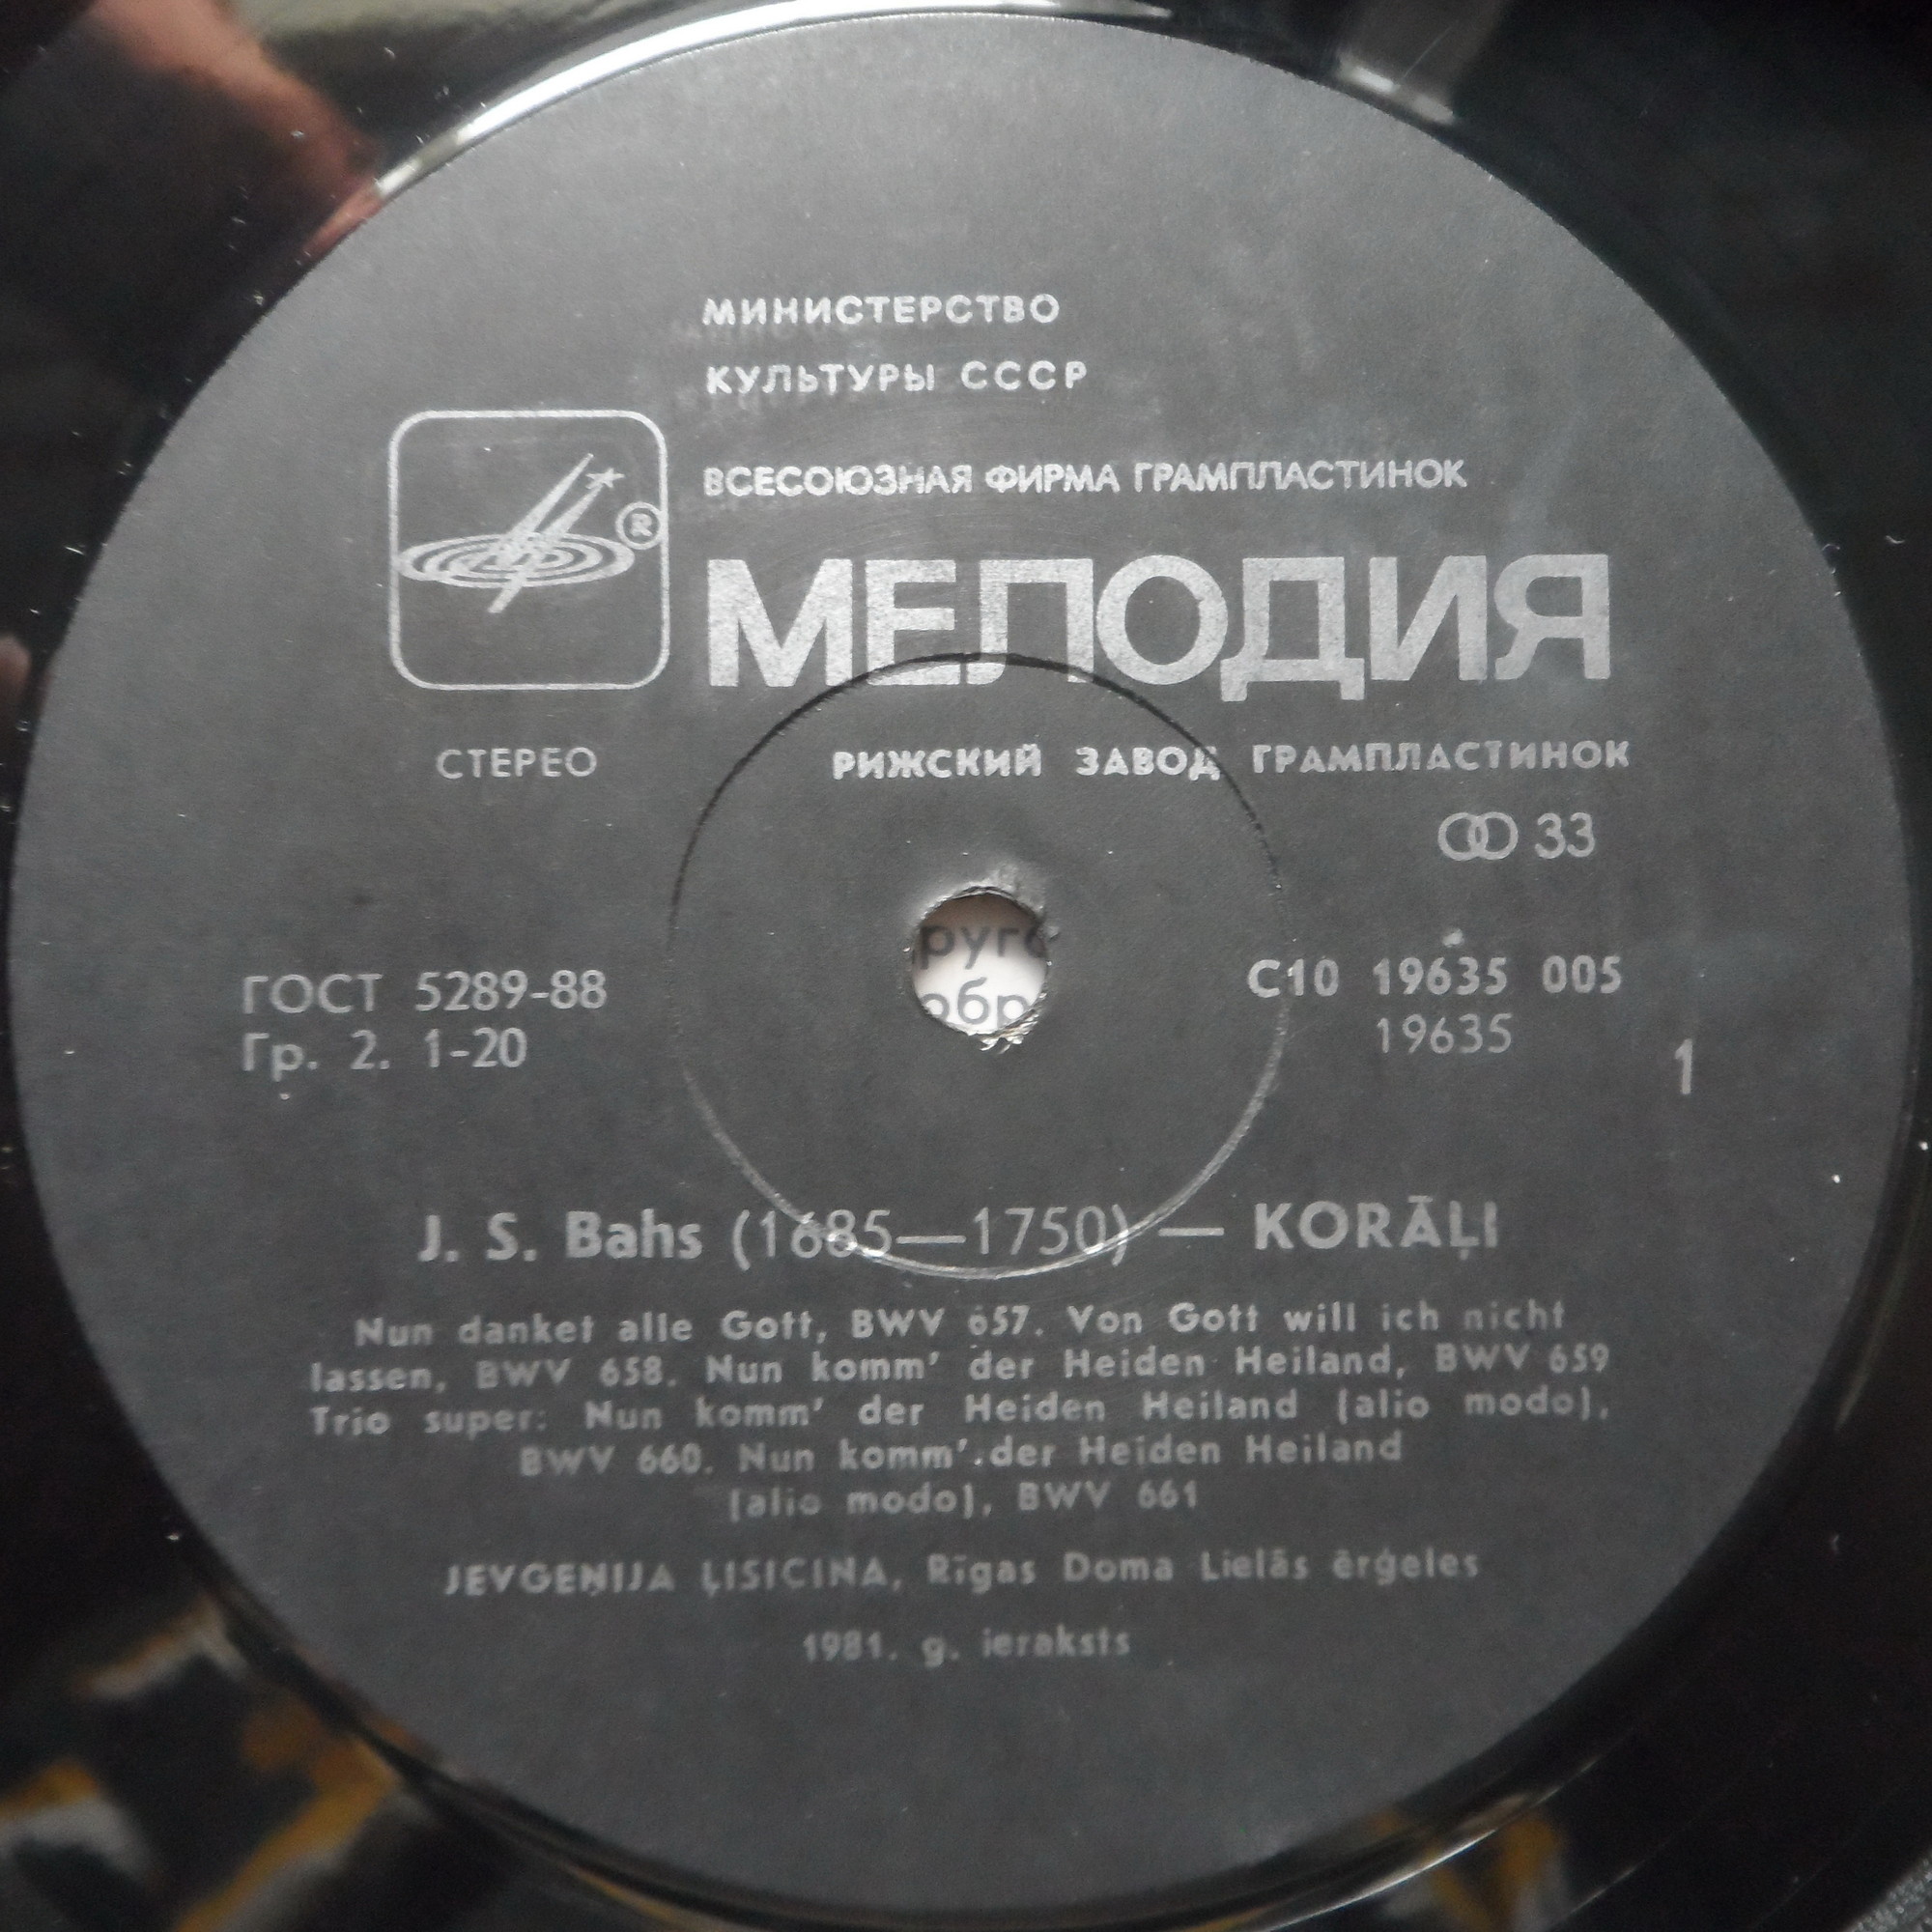 МИНИСТЕРСТВО
КУЛЬТУРЫ СССР
ВСЕСОЮЗНАЯ ФИРМА ГРАМПЛАСТИНОК
®
МЕЛОДИЯ
СТЕРЕО
РИЖСКИЙ ЗАВОД ГРАМПЛАСТИНОК
33
ГОСТ 5289-88
Гр. 2. 1-20
С10 19635 005
19635
1
J. S. Bahs (1685—1750) — KORĀĻI
Nun danket alle Gott, BWV 657. Von Gott will ich nicht
lassen, BWV 658. Nun komm' der Heiden Heiland, BWV 659
Trio super: Nun komm' der Heiden Heiland (alio modo),
BWV 660. Nun komm' der Heiden Heiland
(alio modo), BWV 661
JEVGEŅIJA ĻISICINA, Rīgas Doma Lielās ērģeles
1981. g. ieraksts